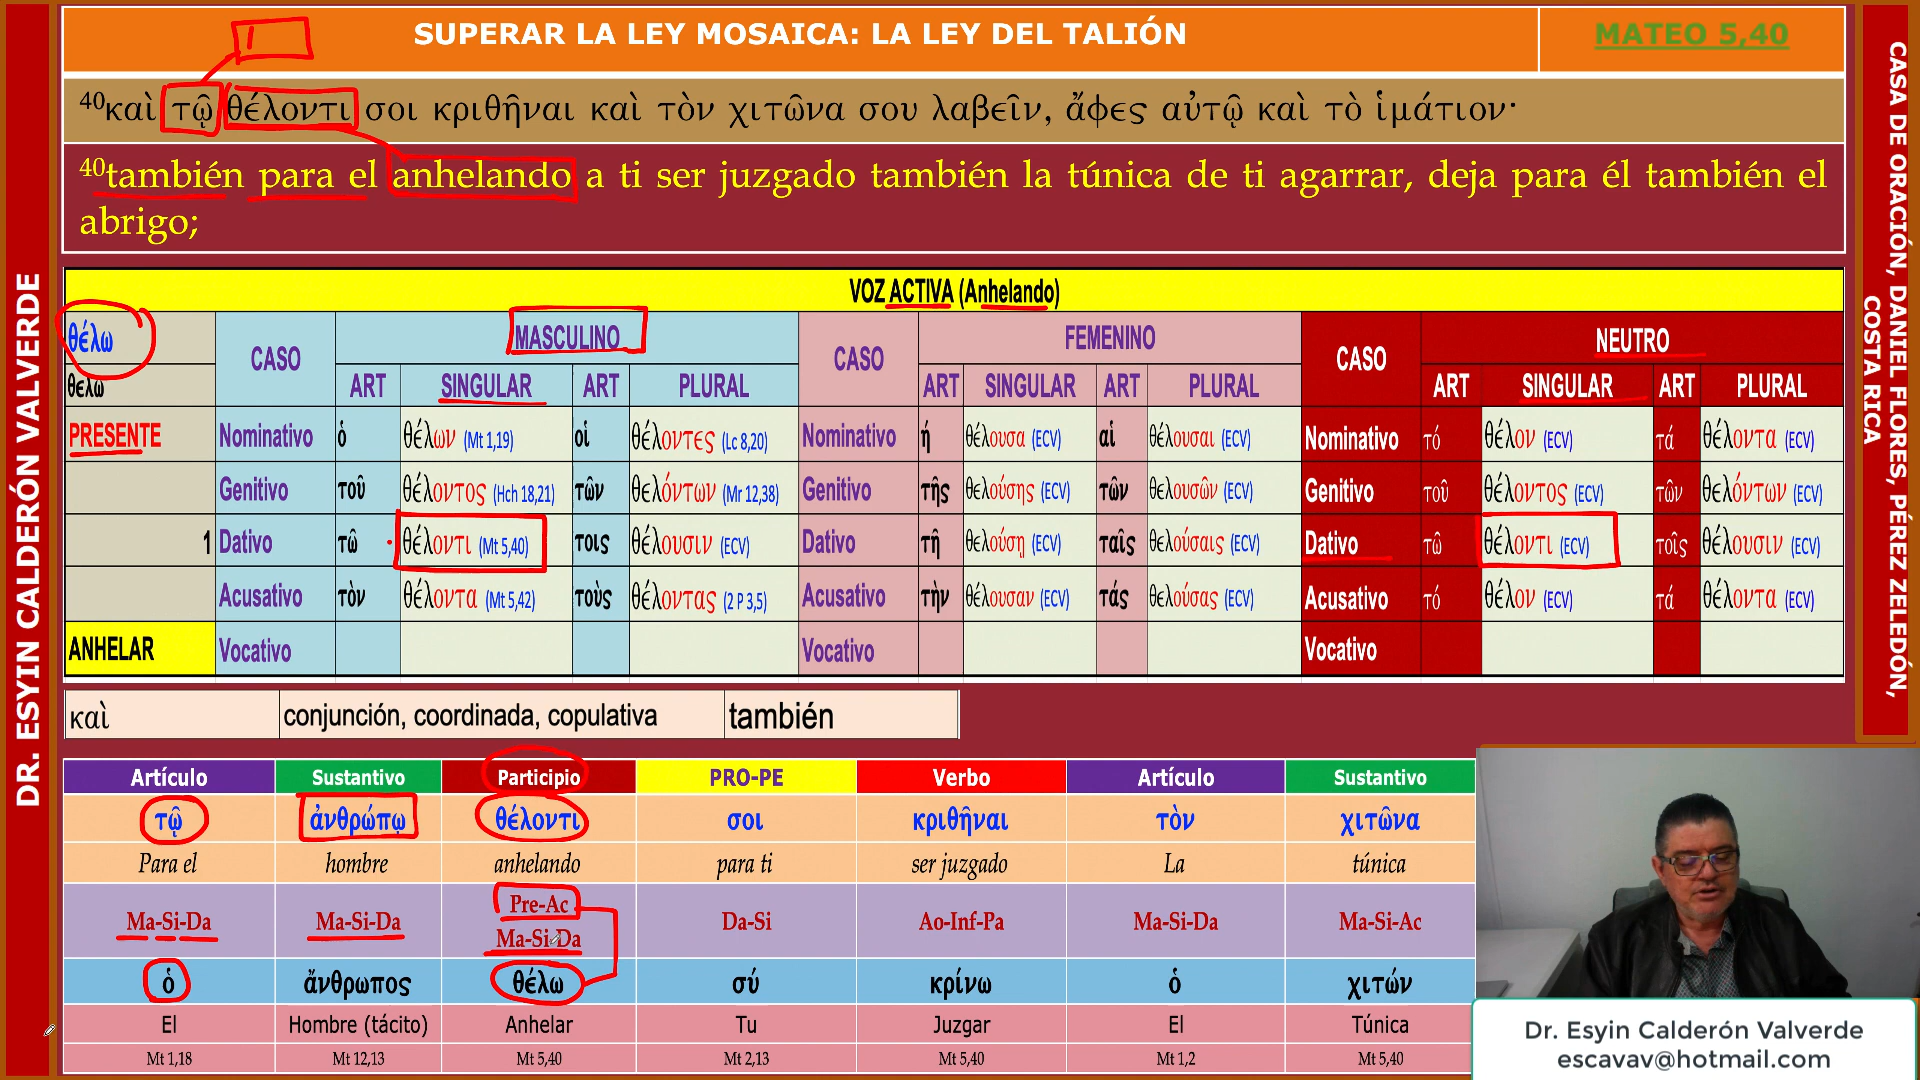 SUPERAR LA LEY MOSAICA: LA LEY DEL TALIÓN
MATEO 5,40
40καὶ τῷ θέλοντι σοι κριθῆναι καὶ τὸν χιτῶνα σου λαβεῖν, ἄφες αὐτῷ καὶ τὸ ἱμάτιον·
40también para el anhelando a ti ser juzgado también la túnica de ti agarrar, deja para él también el
abrigo;
VOZ ACTIVA (Anhelando)
θέλω CASO MASCULINO CASO FEMENINO CASO NEUTRO
θελω ART SINGULAR ART PLURAL ART SINGULAR ART PLURAL ART SINGULAR ART PLURAL
PRESENTE Nominativo ὁ θέλων (Mt 1,19) οἱ θέλοντες (Lc 8,20) Nominativo ἡ θέλουσα (ECV) αἱ θέλουσαι (ECV) Nominativo τό θέλον (ECV) τά θέλοντα (ECV)
Genitivo τοῦ θέλοντος (Hch 18,21) τῶν θελόντων (Mr 12,38) Genitivo τῆς θελούσης (ECV) τῶν θελουσῶν (ECV) Genitivo τοῦ θέλοντος (ECV) τῶν θελόντων (ECV)
1 Dativo τῶ θέλοντι (Mt 5,40) τοις θέλουσιν (ECV) Dativo τῇ θελούσῃ (ECV) ταῖς θελούσαις (ECV) Dativo τῶ θέλοντι (ECV) τοῖς θέλουσιν (ECV)
Acusativo τὸν θέλοντα (Mt 5,42) τοὺς θέλοντας (2 P 3,5) Acusativo τὴν θέλουσαν (ECV) τάς θελούσας (ECV) Acusativo τό θέλον (ECV) τά θέλοντα (ECV)
ANHELAR Vocativo Vocativo Vocativo
καὶ conjunción, coordinada, copulativa también
Artículo Sustantivo Participio PRO-PE Verbo Artículo Sustantivo
τῷ ἀνθρώπῳ θέλοντι σοι κριθῆναι τὸν χιτῶνα
Para el hombre anhelando para ti ser juzgado La túnica
Ma-Si-Da Ma-Si-Da Pre-Ac Da-Si Ao-Inf-Pa Ma-Si-Da Ma-Si-Ac
Ma-Si-Da
ὁ ἄνθρωπος θέλω σύ κρίνω ὁ χιτών
El Hombre (tácito) Anhelar Tu Juzgar El Túnica
Mt 1,18 Mt 12,13 Mt 5,40 Mt 2,13 Mt 5,40 Mt 1,2 Mt 5,40
DR. ESYIN CALDERÓN VALVERDE
CASA DE ORACIÓN, DANIEL FLORES, PÉREZ ZELEDÓN,
COSTA RICA
Dr. Esyin Calderón Valverde
escavav@hotmail.com